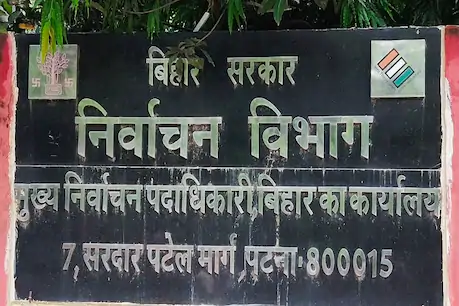 बिहार सरकार
निर्वाचन विभाग
मुख्य निर्वाचन पदाधिकारी,बिहार का कार्यालय
7, सरदार पटेल मार्ग ,पटना-800015